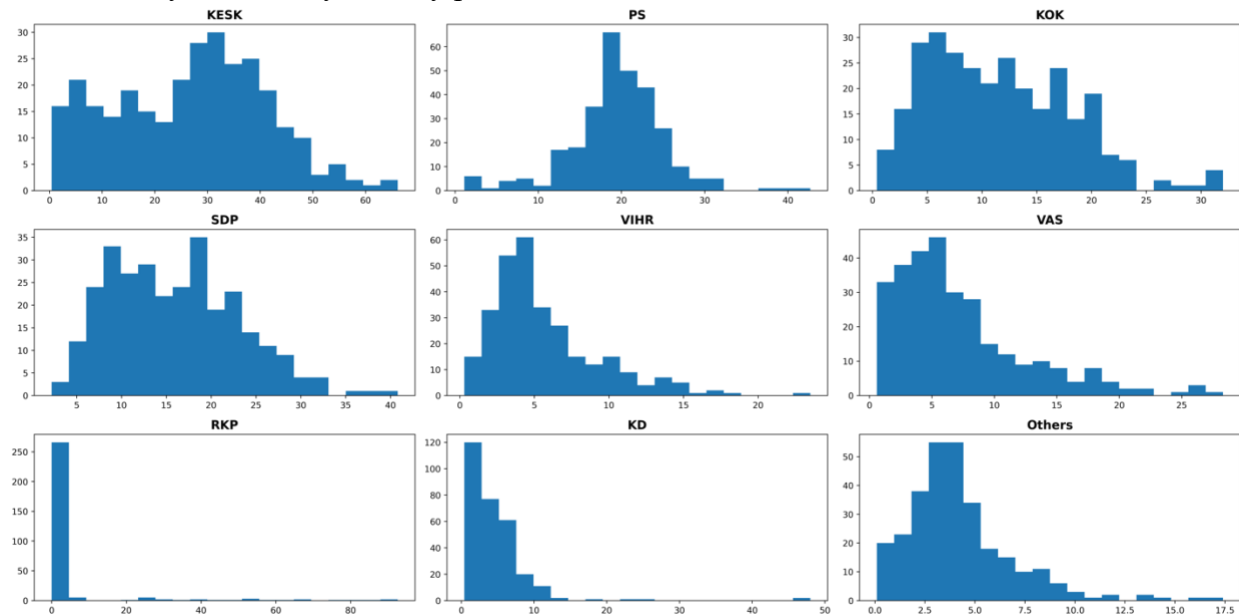 KESK PS KOK
30 25 20 15 10 5 0
0 10 20 30 40 50 60
60 50 40 30 20 10 0
0 10 20 30 40
30 25 20 15 10 5 0
0 5 10 15 20 25 30
SDP VIHR VAS
35 30 25 20 15 10 5 0
5 10 15 20 25 30 35 40
60 50 40 30 20 10 0
0 5 10 15 20
40 30 20 10 0
0 5 10 15 20 25
RKP KD Others
250 200 150 100 50 0
0 20 40 60 80
120 100 80 60 40 20 0
0 10 20 30 40 50
50 40 30 20 10 0
0.0 2.5 5.0 7.5 10.0 12.5 15.0 17.5